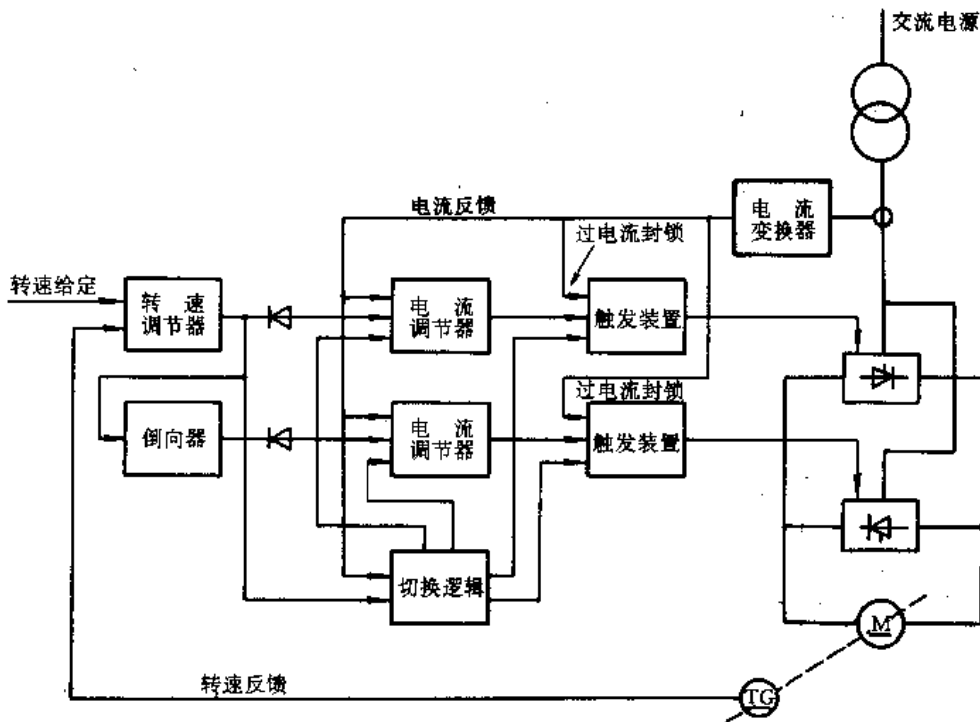 交流电源
电流反馈
电流
变换器
过电流封锁
转速给定
转速
调节器
电流
调节器
触发装置
过电流封锁
倒向器
电流
调节器
触发装置
切换逻辑
M
转速反馈
TG